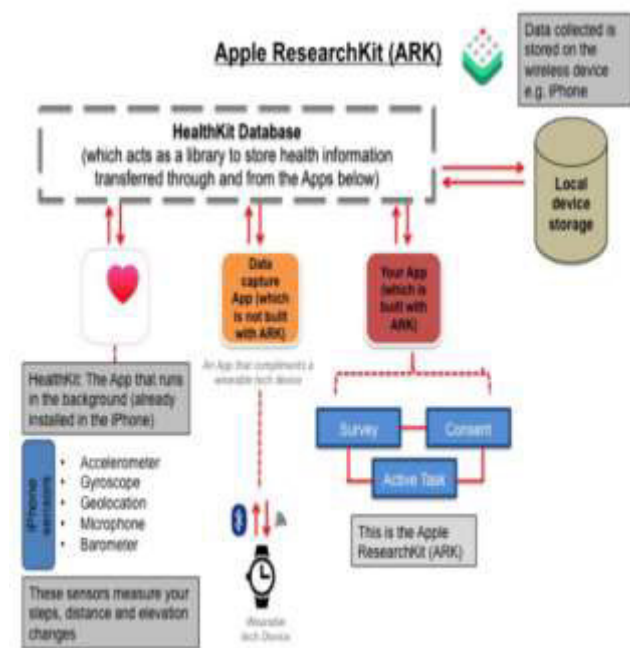 Apple ResearchKit (ARK)
Data collected is
stored on the
wireless device
e.g. iPhone
HealthKit Database
(which acts as a library to store health information
transferred through and from the Apps below)
Local
device
storage
Data
capture
App (which
is not built
with ARK)
Your App
(which is
built with
ARK)
An App that compliments a
wearable tech device
HealthKit: The App that runs
in the background (already
installed in the iPhone)
Survey
Consent
Active Task
iPhone
sensors
• Accelerometer
• Gyroscope
• Geolocation
• Microphone
• Barometer
This is the Apple
ResearchKit (ARK)
These sensors measure your
steps, distance and elevation
changes
Wearable
tech Device